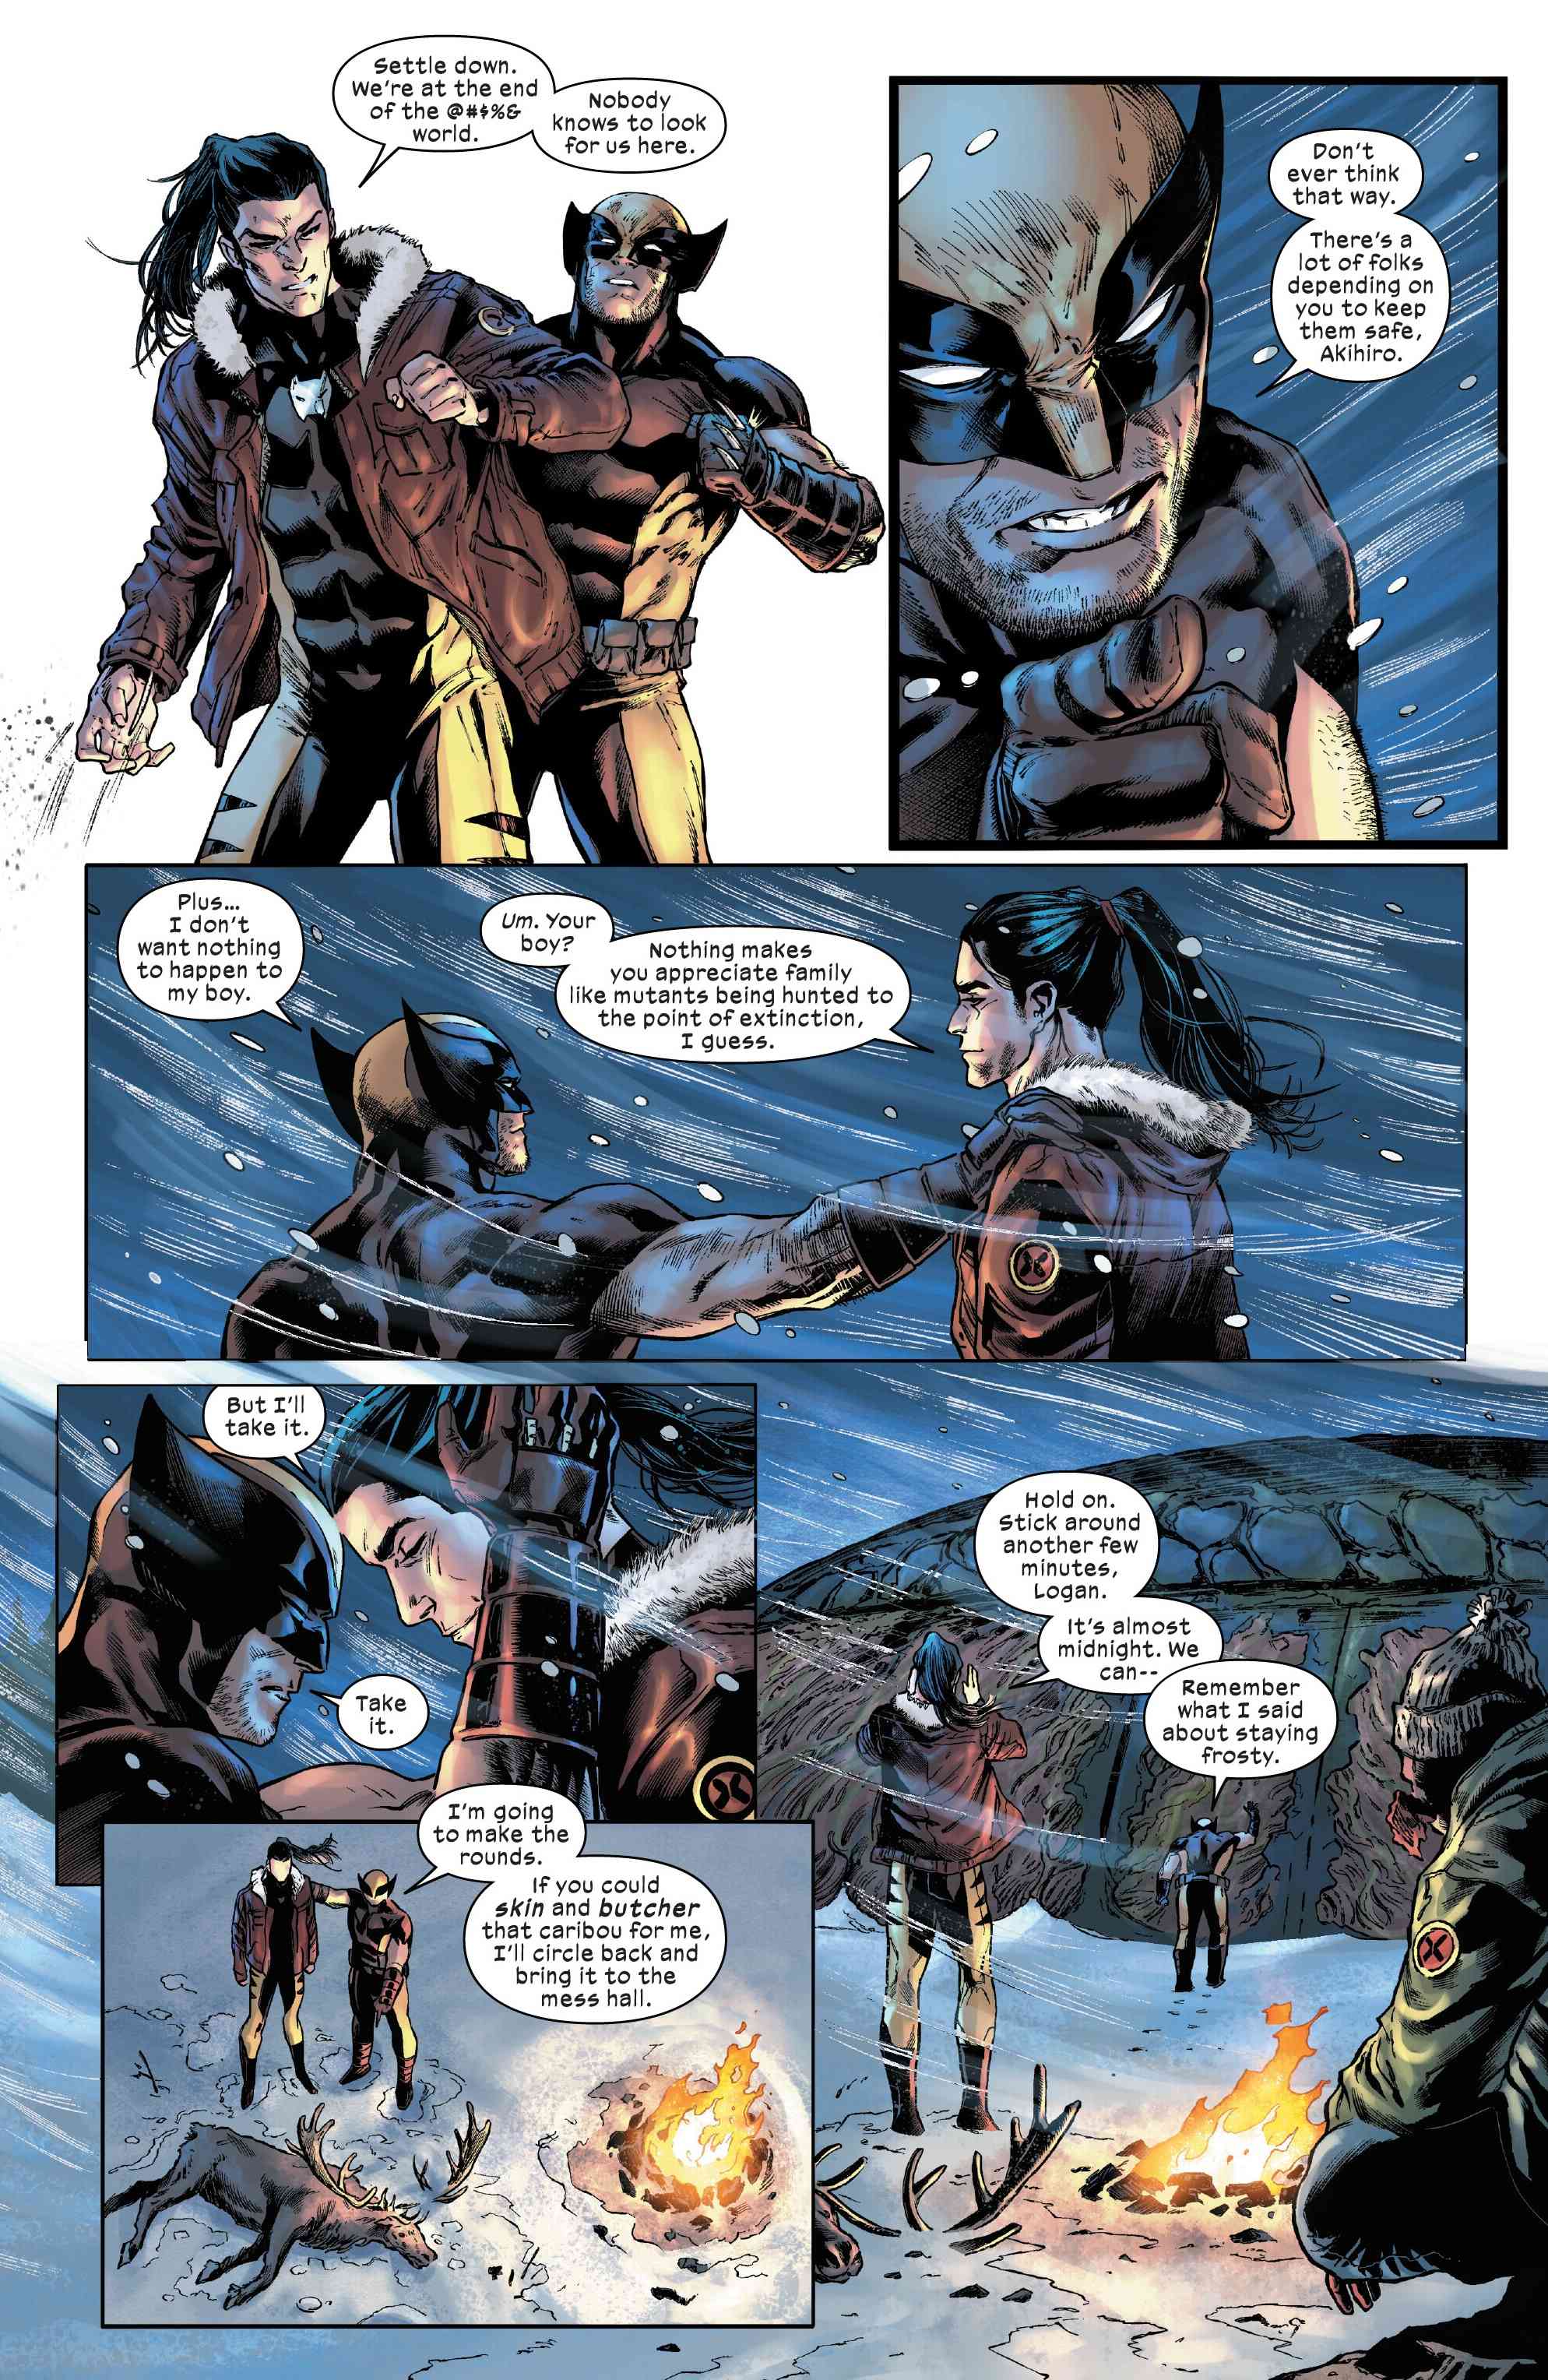 Settle down.
We're at the end
of the @#$%&
world.
Nobody
knows to look
for us here.
Don't
ever think
that way.
There's a
lot of folks
depending on
you to keep
them safe,
Akihiro.
Plus...
I don't
want nothing
to happen to
my boy.
Um. Your
boy?
Nothing makes
you appreciate family
like mutants being hunted to
the point of extinction,
I guess.
But I'll
take it.
Take
it.
I'm going
to make the
rounds.
If you could
skin and butcher
that caribou for me,
I'll circle back and
bring it to the
mess hall.
Hold on.
Stick around
another few
minutes,
Logan.
It's almost
midnight. We
can--
Remember
what I said
about staying
frosty.